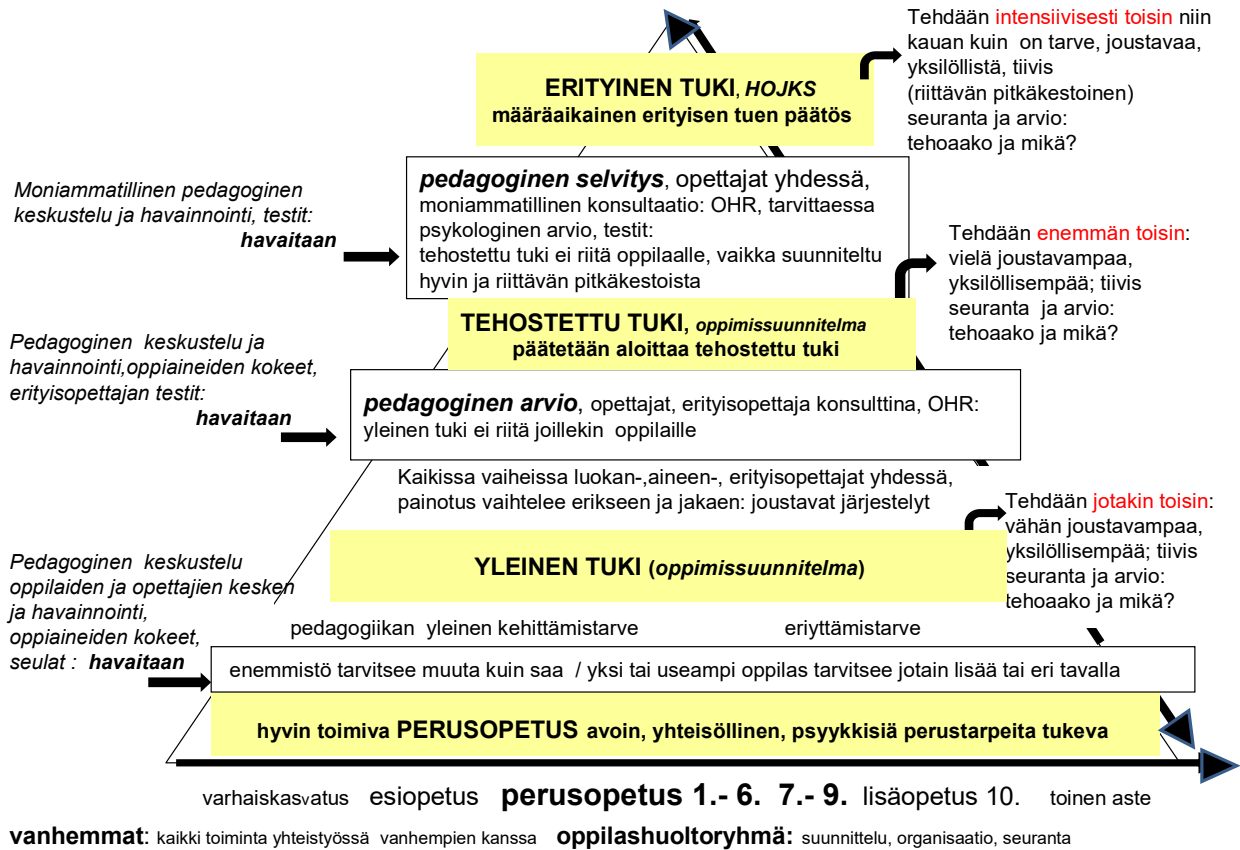 Tehdään intensiivisesti toisin niin
kauan kuin on tarve, joustavaa,
yksilöllistä, tiivis
(riittävän pitkäkestoinen)
seuranta ja arvio:
tehoaako ja mikä?
ERITYINEN TUKI, HOJKS
määräaikainen erityisen tuen päätös
Moniammatillinen pedagoginen
keskustelu ja havainnointi, testit:
havaitaan
pedagoginen selvitys, opettajat yhdessä,
moniammatillinen konsultaatio: OHR, tarvittaessa
psykologinen arvio, testit:
tehostettu tuki ei riitä oppilaalle, vaikka suunniteltu
hyvin ja riittävän pitkäkestoista
Tehdään enemmän toisin:
vielä joustavampaa,
yksilöllisempää; tiivis
seuranta ja arvio:
tehoaako ja mikä?
TEHOSTETTU TUKI, oppimissuunnitelma
päätetään aloittaa tehostettu tuki
Pedagoginen keskustelu ja
havainnointi,oppiaineiden kokeet,
erityisopettajan testit:
havaitaan
pedagoginen arvio, opettajat, erityisopettaja konsulttina, OHR:
yleinen tuki ei riitä joillekin oppilaille
Kaikissa vaiheissa luokan-,aineen-, erityisopettajat yhdessä,
painotus vaihtelee erikseen ja jakaen: joustavat järjestelyt
Tehdään jotakin toisin:
vähän joustavampaa,
yksilöllisempää; tiivis
seuranta ja arvio:
tehoaako ja mikä?
YLEINEN TUKI (oppimissuunnitelma)
Pedagoginen keskustelu
oppilaiden ja opettajien kesken
ja havainnointi,
oppiaineiden kokeet,
seulat : havaitaan
pedagogiikan yleinen kehittämistarve eriyttämistarve
enemmistö tarvitsee muuta kuin saa / yksi tai useampi oppilas tarvitsee jotain lisää tai eri tavalla
hyvin toimiva PERUSOPETUS avoin, yhteisöllinen, psyykkisiä perustarpeita tukeva
varhaiskasvatus esiopetus perusopetus 1.- 6. 7.- 9. lisäopetus 10. toinen aste
vanhemmat: kaikki toiminta yhteistyössä vanhempien kanssa oppilashuoltoryhmä: suunnittelu, organisaatio, seuranta